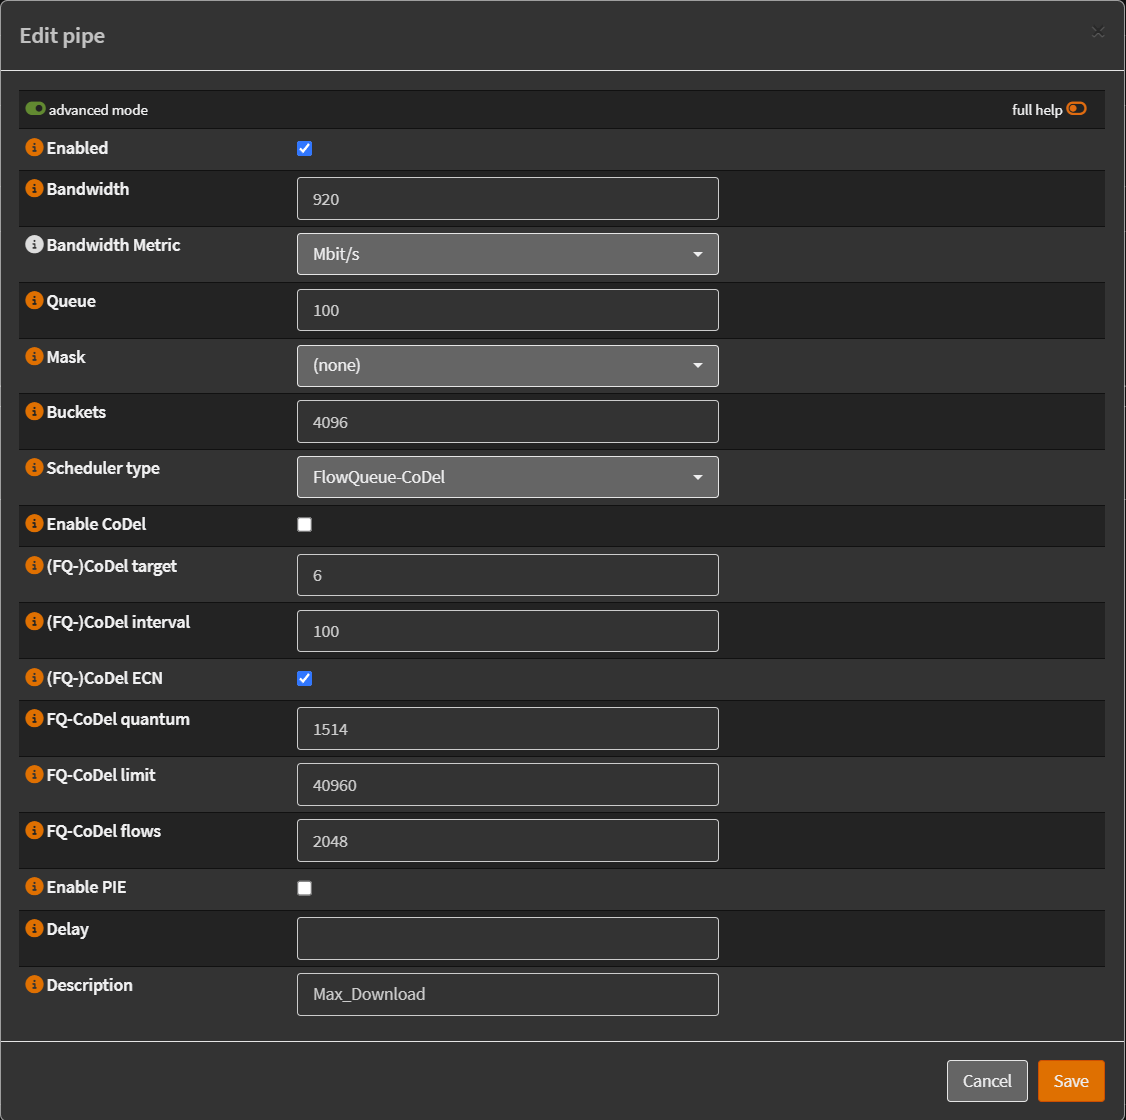 Edit pipe
×
advanced mode full help
Enabled
Bandwidth 920
Bandwidth Metric Mbit/s
Queue 100
Mask (none)
Buckets 4096
Scheduler type FlowQueue-CoDel
Enable CoDel
(FQ-)CoDel target 6
(FQ-)CoDel interval 100
(FQ-)CoDel ECN
FQ-CoDel quantum 1514
FQ-CoDel limit 40960
FQ-CoDel flows 2048
Enable PIE
Delay
Description Max_Download
Cancel Save